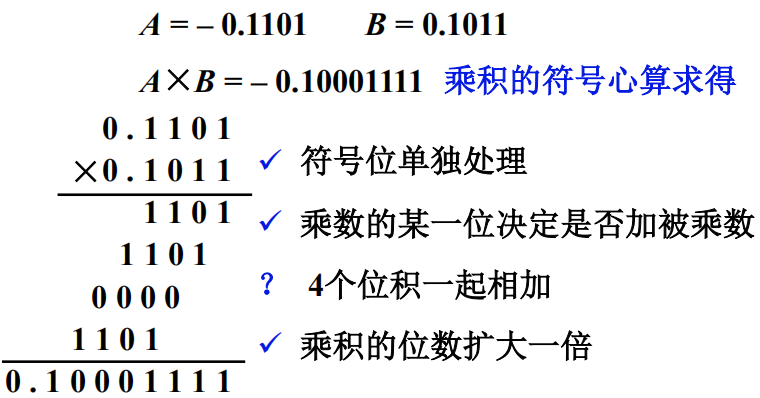 A = – 0.1101 B = 0.1011
A×B = – 0.10001111 乘积的符号心算求得
0.1101
×0.1011
1101
1101
0000
1101
0.10001111
✓ 符号位单独处理
✓ 乘数的某一位决定是否加被乘数
? 4个位积一起相加
✓ 乘积的位数扩大一倍